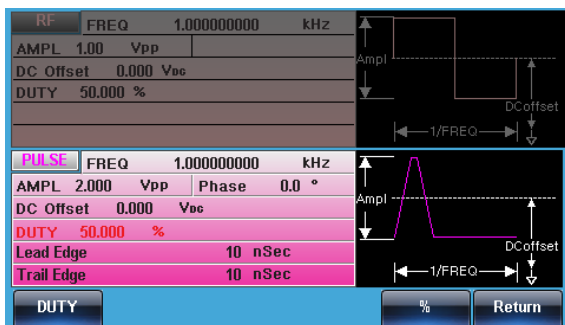 RF FREQ 1.000000000 kHz
AMPL 1.00 Vpp
DC Offset 0.000 VDC
DUTY 50.000 %
Ampl
DCoffset
1/FREQ
PULSE FREQ 1.000000000 kHz
AMPL 2.000 Vpp Phase 0.0 °
DC Offset 0.000 VDC
DUTY 50.000 %
Lead Edge 10 nSec
Trail Edge 10 nSec
Ampl
DCoffset
1/FREQ
DUTY % Return